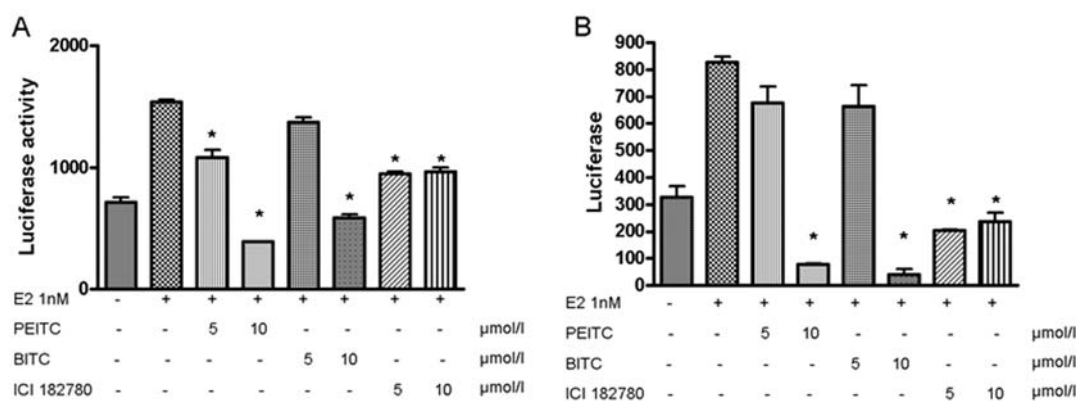 A
Luciferase activity
2000
1000
0
* * * * *
E2 1nM - + + + + + + +
PEITC - - 5 10 - - - - µmol/l
BITC - - - - 5 10 - - µmol/l
ICI 182780 - - - - - - 5 10 µmol/l
B
Luciferase
900
800
700
600
500
400
300
200
100
0
* * * *
E2 1nM - + + + + + + +
PEITC - - 5 10 - - - - µmol/l
BITC - - - - 5 10 - - µmol/l
ICI 182780 - - - - - - 5 10 µmol/l